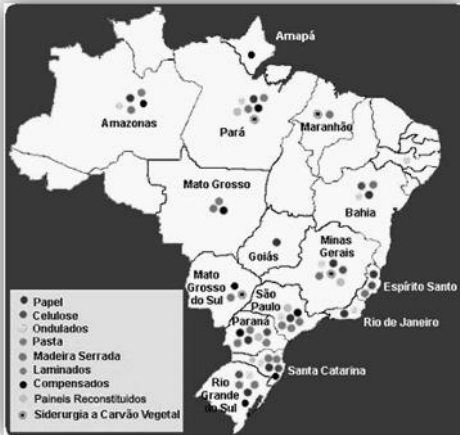 Amapá
Amazonas
Pará
Maranhão
Mato Grosso
Bahia
Goiás
Minas
Gerais
Mato
Grosso
do Sul
São
Paulo
Espírito Santo
Rio de Janeiro
Paraná
Santa Catarina
Rio
Grande
do Sul
Papel
Celulose
Ondulados
Pasta
Madeira Serrada
Laminados
Compensados
Paineis Reconstituídos
Siderurgia a Carvão Vegetal